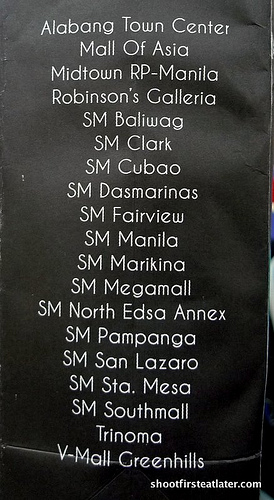 Alabang Town Center
Mall Of Asia
Midtown RP-Manila
Robinson's Galleria
SM Baliwag
SM Clark
SM Cubao
SM Dasmarinas
SM Fairview
SM Manila
SM Marikina
SM Megamall
SM North Edsa Annex
SM Pampanga
SM San Lazaro
SM Sta. Mesa
SM Southmall
Trinoma
V-Mall Greenhills
shootfirsteatlater.com